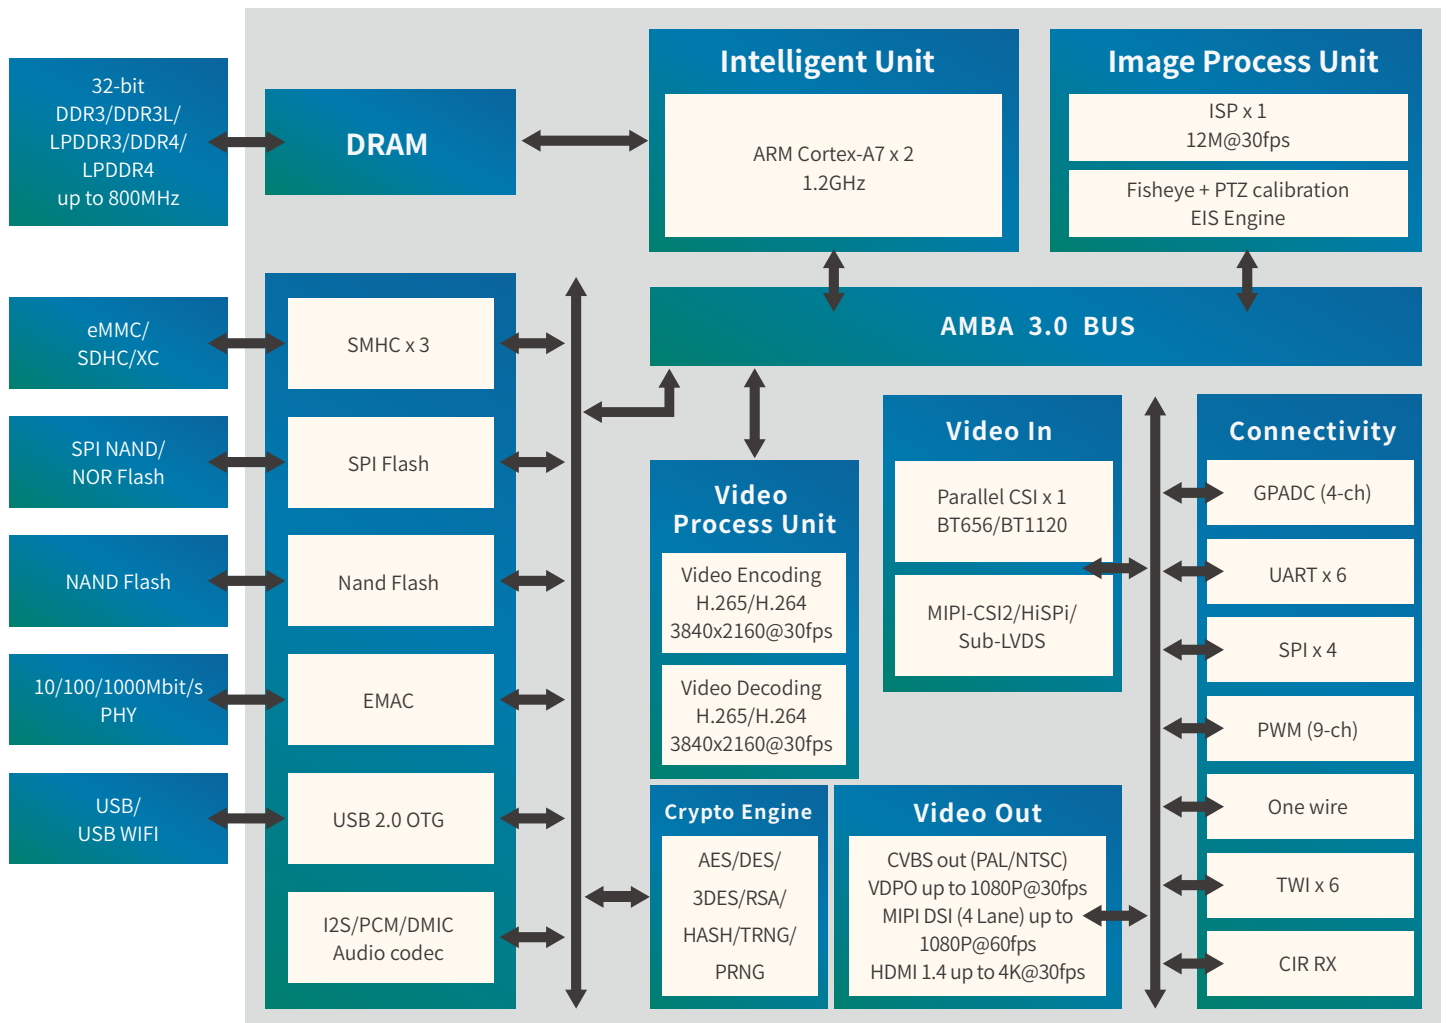 32-bit
DDR3/DDR3L/
LPDDR3/DDR4/
LPDDR4
up to 800MHz
DRAM
Intelligent Unit
ARM Cortex-A7 x 2
1.2GHz
Image Process Unit
ISP x 1
12M@30fps
Fisheye + PTZ calibration
EIS Engine
AMBA 3.0 BUS
eMMC/
SDHC/XC
SPI NAND/
NOR Flash
NAND Flash
10/100/1000Mbit/s
PHY
USB/
USB WIFI
SMHC x 3
SPI Flash
Nand Flash
EMAC
USB 2.0 OTG
I2S/PCM/DMIC
Audio codec
Video
Process Unit
Video Encoding
H.265/H.264
3840x2160@30fps
Video Decoding
H.265/H.264
3840x2160@30fps
Crypto Engine
AES/DES/
3DES/RSA/
HASH/TRNG/
PRNG
Video In
Parallel CSI x 1
BT656/BT1120
MIPI-CSI2/HiSPi/
Sub-LVDS
Video Out
CVBS out (PAL/NTSC)
VDPO up to 1080P@30fps
MIPI DSI (4 Lane) up to
1080P@60fps
HDMI 1.4 up to 4K@30fps
Connectivity
GPADC (4-ch)
UART x 6
SPI x 4
PWM (9-ch)
One wire
TWI x 6
CIR RX